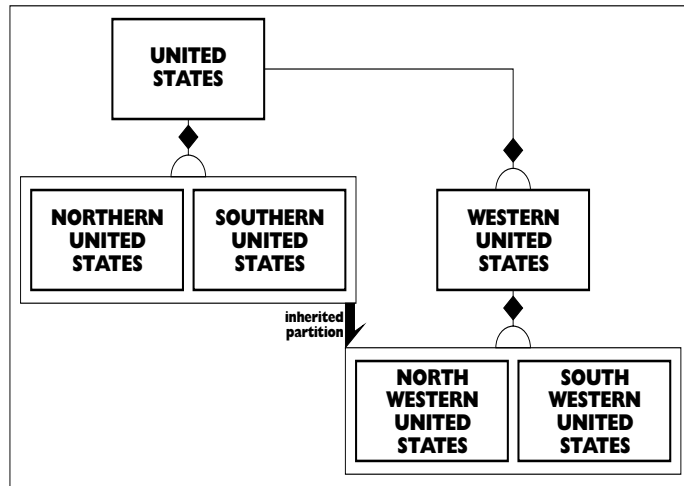 UNITED
STATES
NORTHERN
UNITED
STATES
SOUTHERN
UNITED
STATES
WESTERN
UNITED
STATES
inherited
partition
NORTH
WESTERN
UNITED
STATES
SOUTH
WESTERN
UNITED
STATES